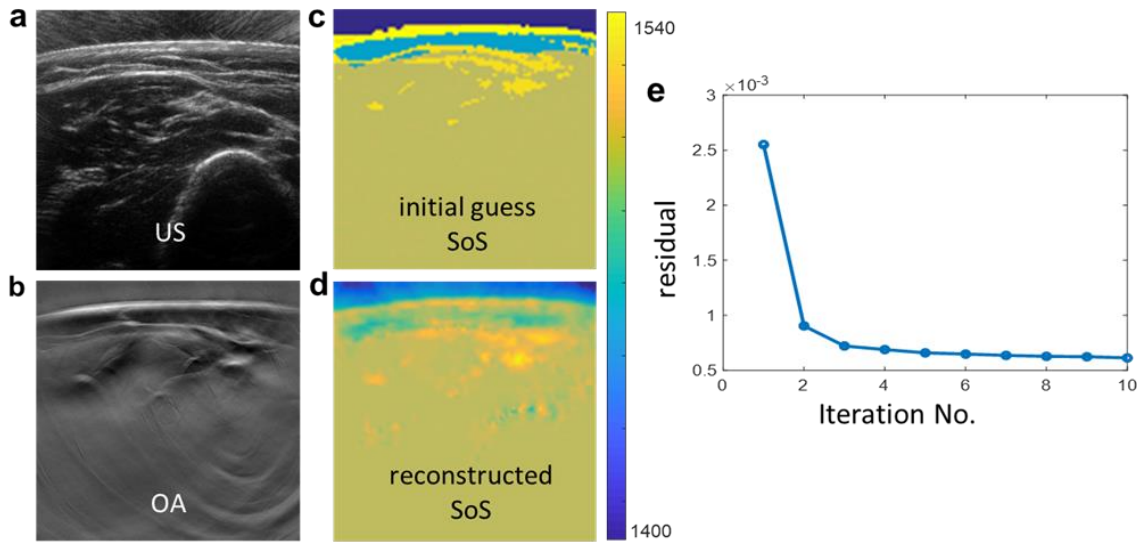 a
US
b
OA
c
initial guess
SoS
d
reconstructed
SoS
1540
1400
e
×10⁻³
3
2.5
2
1.5
1
0.5
0 2 4 6 8 10
residual
Iteration No.